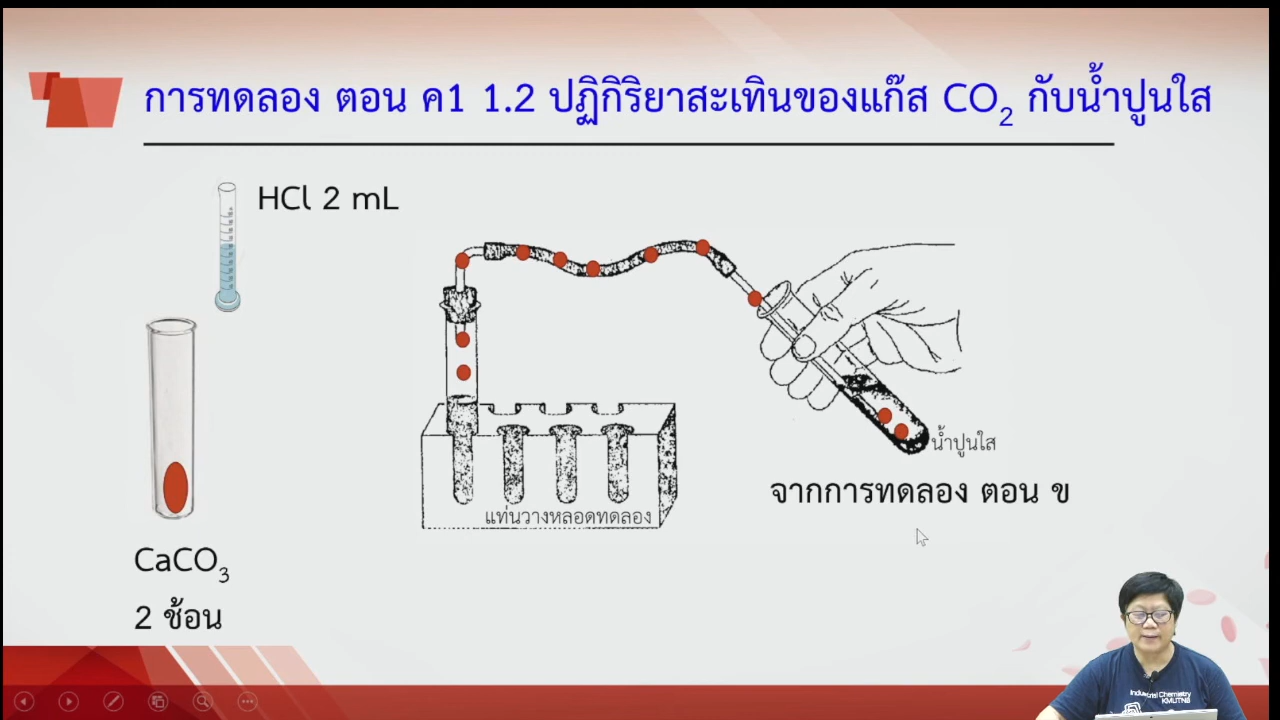 การทดลอง ตอน ค1 1.2 ปฏิกิริยาสะเทินของแก๊ส CO₂ กับน้ำปูนใส
HCl 2 mL
น้ำปูนใส
จากการทดลอง ตอน ข
แท่นวางหลอดทดลอง
CaCO₃
2 ช้อน
Industrial Chemistry
KMUTNB